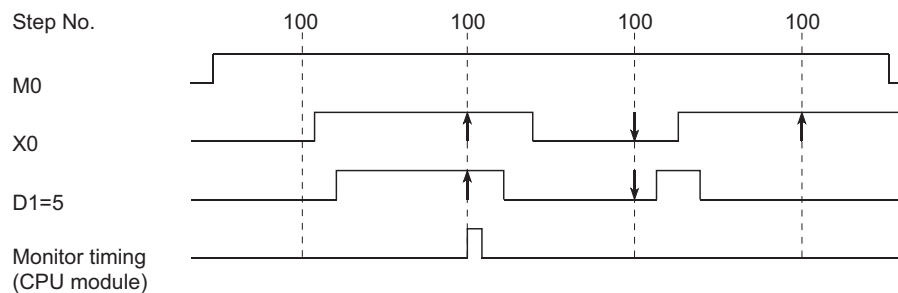 Step No. 100 100 100 100
M0
X0
D1=5
Monitor timing
(CPU module)